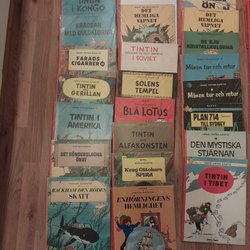 TINTIN
I KONGO
KRABBAN
MED GULDKLORNA
FARAOS
CIGARRER
TINTIN
GERILLAN
TINTIN I
AMERIKA
DET SÖNDERSLAGNA
ÖRAT
RACKHAM DEN RÖDES
SKATT
DET
HEMLIGA
VAPNET
TINTIN
I SOVJET
SOLENS
TEMPEL
BLÅ LOTUS
TINTIN
ALFAKONSTEN
Kung Ottokars
spira
ENHÖRNINGENS
HEMLIGHET
ÖN
DET
HEMLIGA
VAPNET
DE SJU
KRISTALLKULORNA
Månen tur och retur
Månen tur och retur
PLAN 714
TILL SYDNEY
DEN MYSTISKA
STJÄRNAN
TINTIN
I TIBET